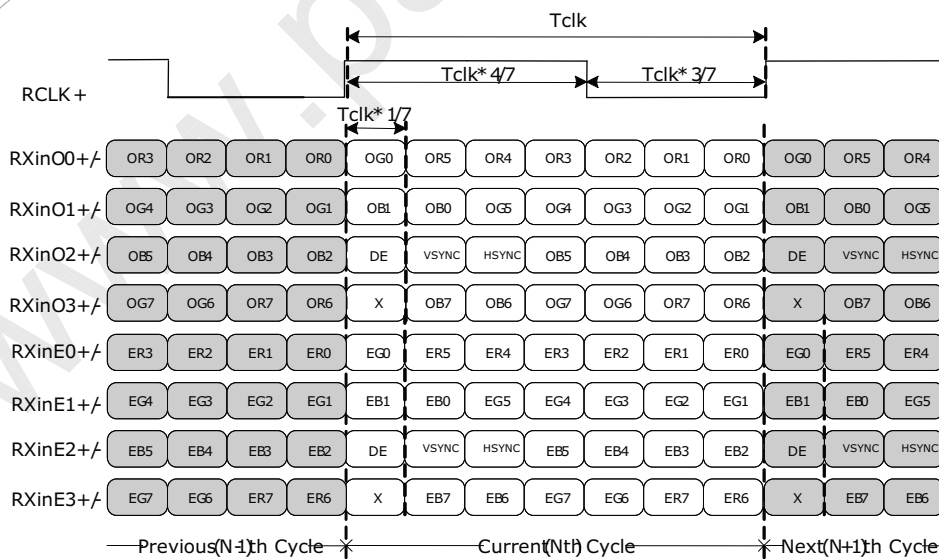 Tclk
Tclk* 4/7 Tclk* 3/7
RCLK+
Tclk* 1/7
RXinO0+/- OR3 OR2 OR1 OR0 OG0 OR5 OR4 OR3 OR2 OR1 OR0 OG0 OR5 OR4
RXinO1+/- OG4 OG3 OG2 OG1 OB1 OB0 OG5 OG4 OG3 OG2 OG1 OB1 OB0 OG5
RXinO2+/- OB5 OB4 OB3 OB2 DE VSYNC HSYNC OB5 OB4 OB3 OB2 DE VSYNC HSYNC
RXinO3+/- OG7 OG6 OR7 OR6 X OB7 OB6 OG7 OG6 OR7 OR6 X OB7 OB6
RXinE0+/- ER3 ER2 ER1 ER0 EG0 ER5 ER4 ER3 ER2 ER1 ER0 EG0 ER5 ER4
RXinE1+/- EG4 EG3 EG2 EG1 EB1 EB0 EG5 EG4 EG3 EG2 EG1 EB1 EB0 EG5
RXinE2+/- EB5 EB4 EB3 EB2 DE VSYNC HSYNC EB5 EB4 EB3 EB2 DE VSYNC HSYNC
RXinE3+/- EG7 EG6 ER7 ER6 X EB7 EB6 EG7 EG6 ER7 ER6 X EB7 EB6
Previous(N-1)th Cycle Current(Nth) Cycle Next(N+1)th Cycle